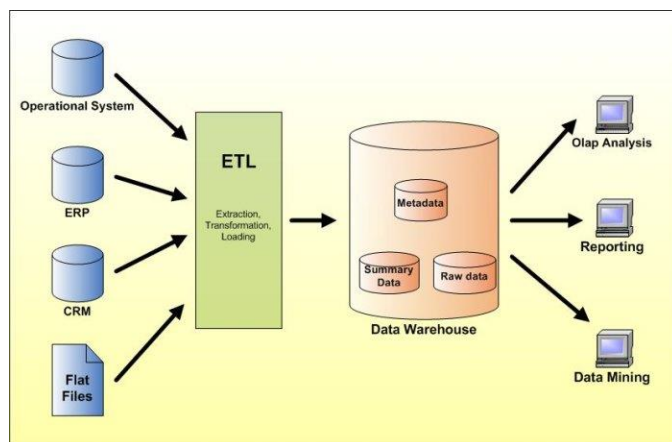 Operational System
ERP
CRM
Flat
Files
ETL
Extraction,
Transformation,
Loading
Metadata
Summary
Data
Raw data
Data Warehouse
Olap Analysis
Reporting
Data Mining